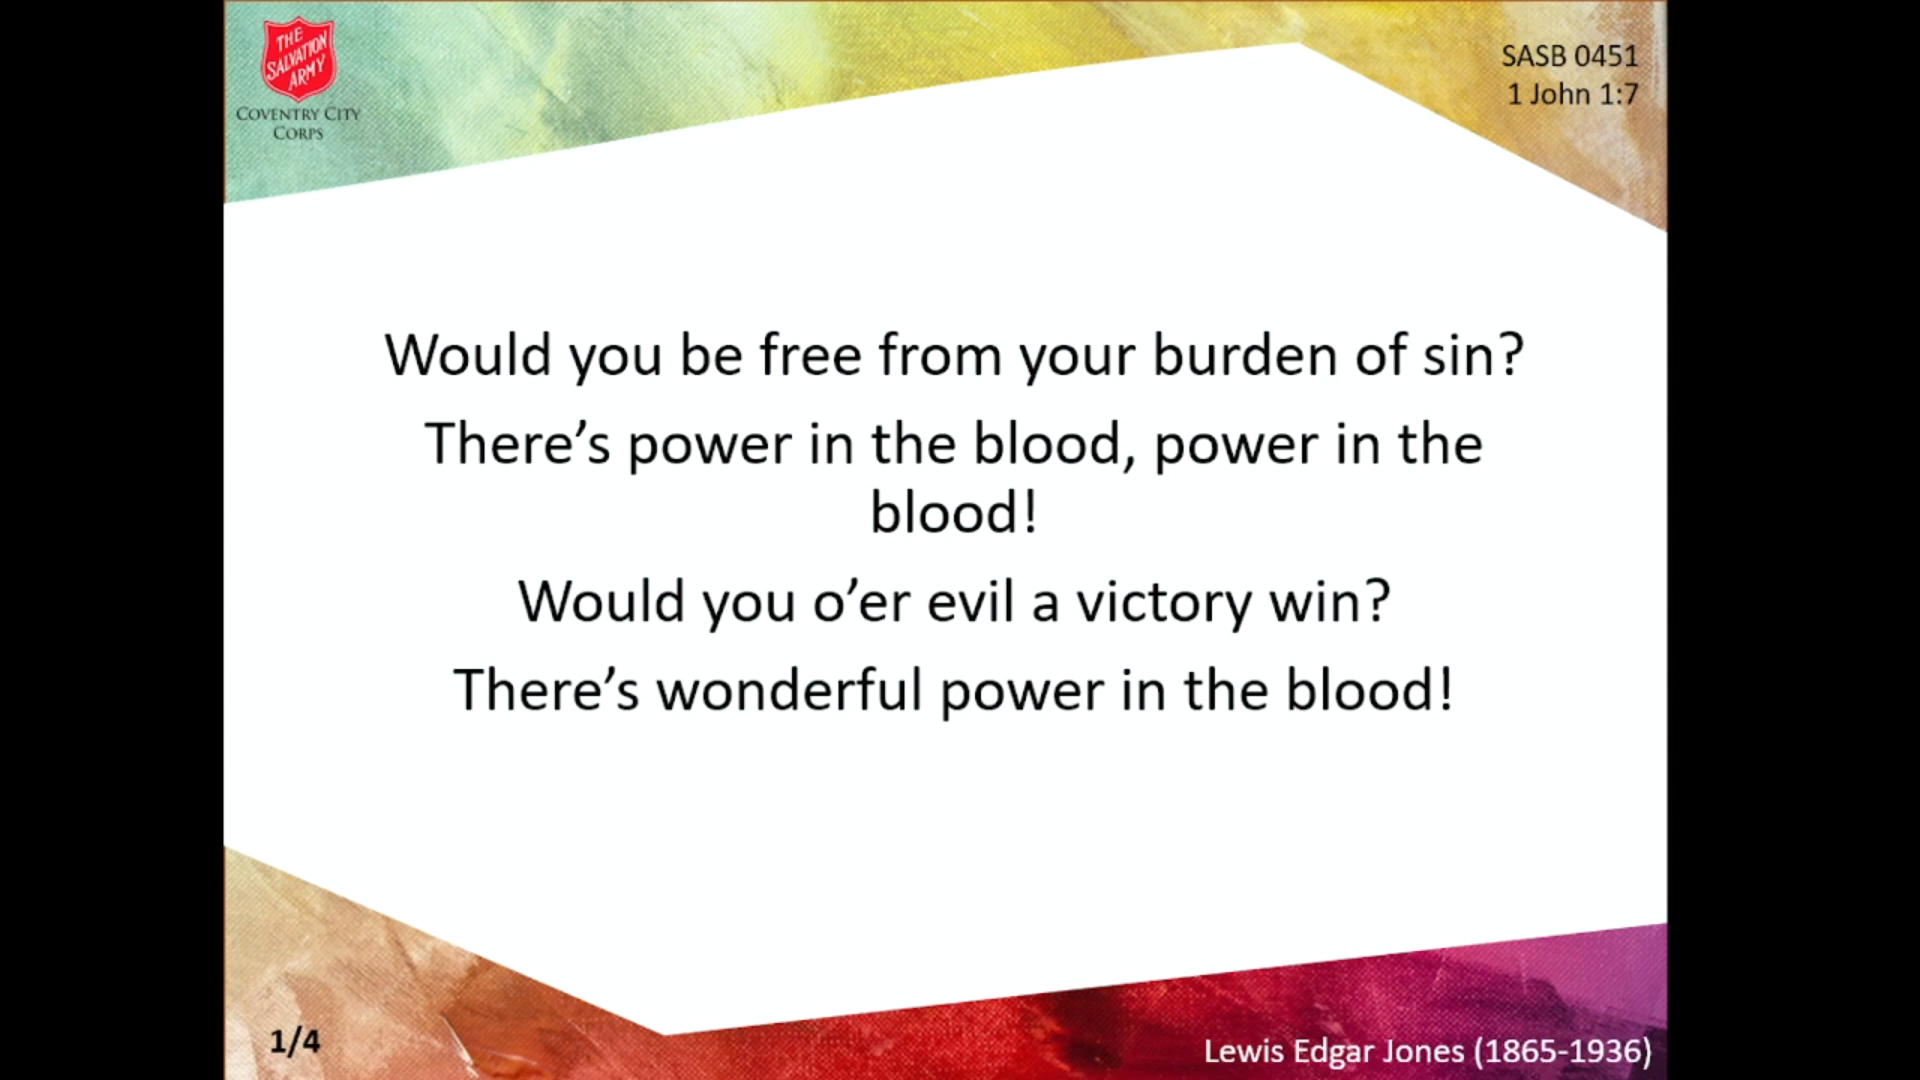 THE
SALVATION
ARMY
COVENTRY CITY
CORPS
SASB 0451
1 John 1:7
Would you be free from your burden of sin?
There’s power in the blood, power in the
blood!
Would you o’er evil a victory win?
There’s wonderful power in the blood!
1/4
Lewis Edgar Jones (1865-1936)